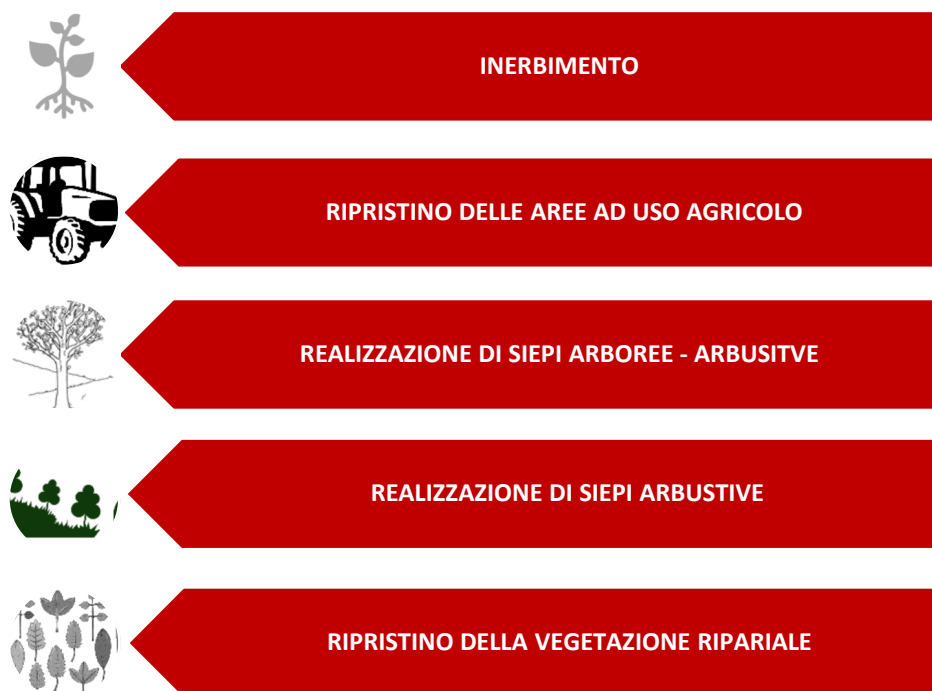 INERBIMENTO
RIPRISTINO DELLE AREE AD USO AGRICOLO
REALIZZAZIONE DI SIEPI ARBOREE - ARBUSITVE
REALIZZAZIONE DI SIEPI ARBUSTIVE
RIPRISTINO DELLA VEGETAZIONE RIPARIALE